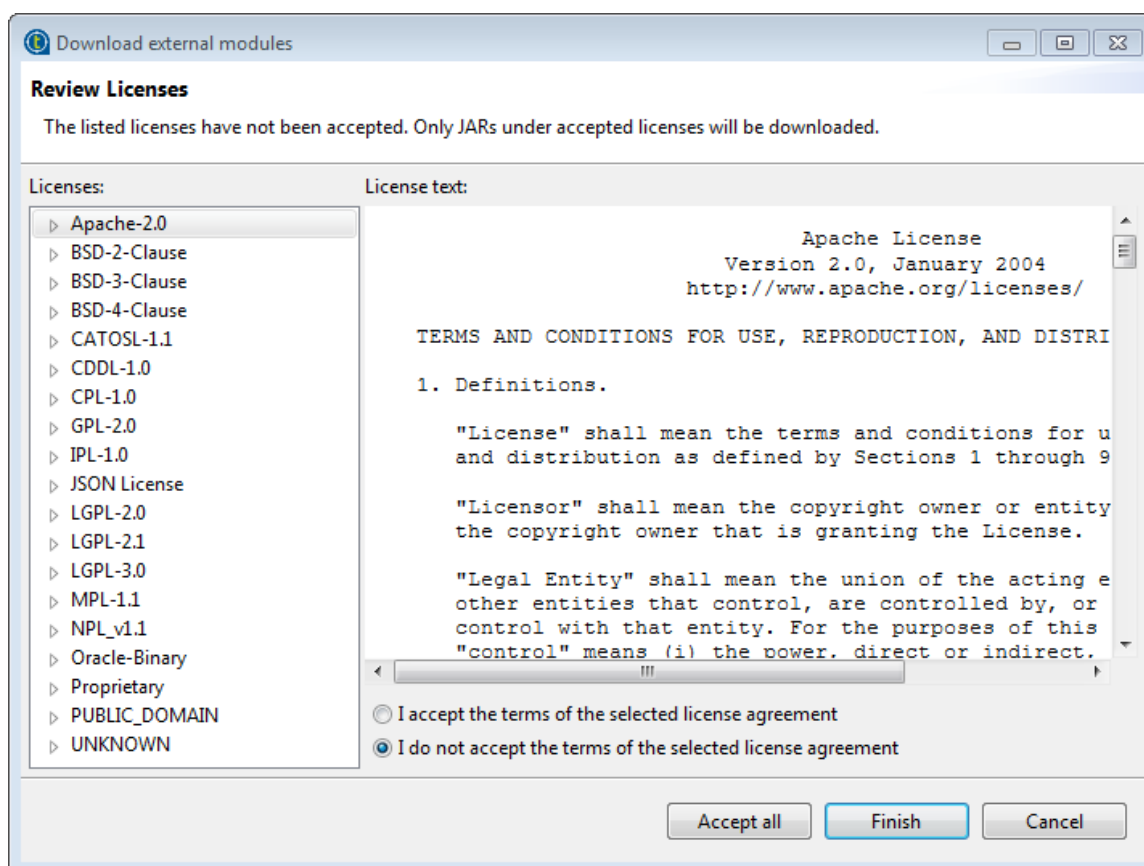 Download external modules
Review Licenses
The listed licenses have not been accepted. Only JARs under accepted licenses will be downloaded.
Licenses:
Apache-2.0
BSD-2-Clause
BSD-3-Clause
BSD-4-Clause
CATOSL-1.1
CDDL-1.0
CPL-1.0
GPL-2.0
IPL-1.0
JSON License
LGPL-2.0
LGPL-2.1
LGPL-3.0
MPL-1.1
NPL_v1.1
Oracle-Binary
Proprietary
PUBLIC_DOMAIN
UNKNOWN
License text:
Apache License
Version 2.0, January 2004
http://www.apache.org/licenses/
TERMS AND CONDITIONS FOR USE, REPRODUCTION, AND DISTRI
1. Definitions.
"License" shall mean the terms and conditions for u
and distribution as defined by Sections 1 through 9
"Licensor" shall mean the copyright owner or entity
the copyright owner that is granting the License.
"Legal Entity" shall mean the union of the acting e
other entities that control, are controlled by, or
control with that entity. For the purposes of this
"control" means (i) the power, direct or indirect,
I accept the terms of the selected license agreement
I do not accept the terms of the selected license agreement
Accept all
Finish
Cancel